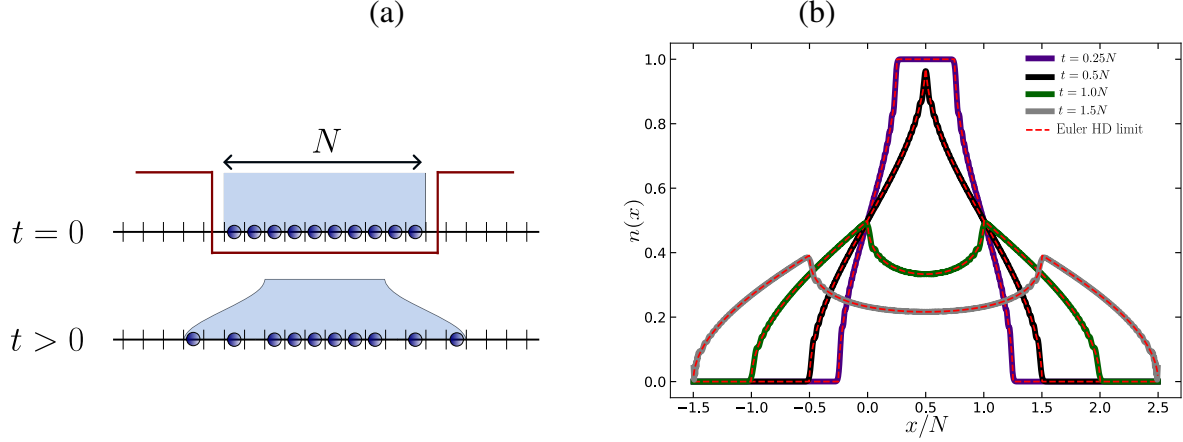 (a)
N
t = 0
t > 0
(b)
t = 0.25N
t = 0.5N
t = 1.0N
t = 1.5N
Euler HD limit
n(x)
1.0
0.8
0.6
0.4
0.2
0.0
−1.5 −1.0 −0.5 0.0 0.5 1.0 1.5 2.0 2.5
x/N